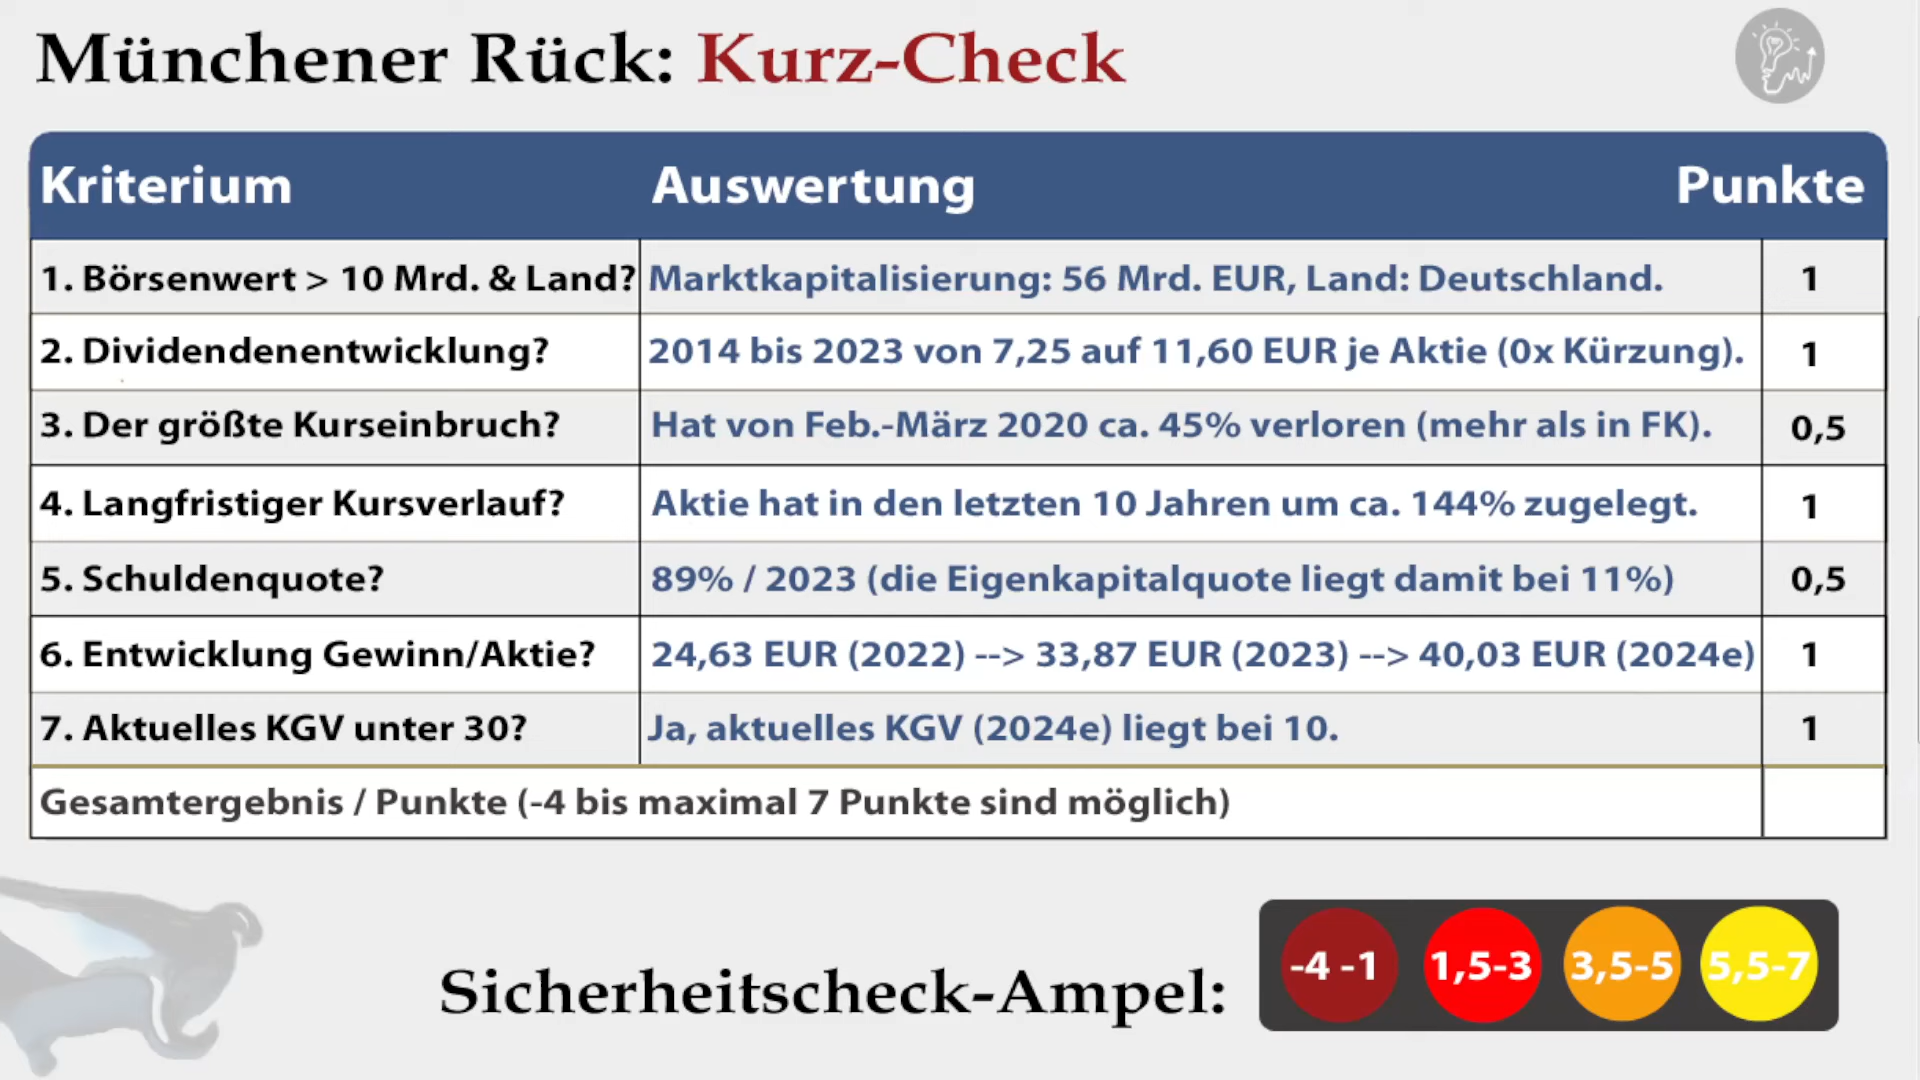 Münchener Rück: Kurz-Check
Kriterium Auswertung Punkte
1. Börsenwert > 10 Mrd. & Land? Marktkapitalisierung: 56 Mrd. EUR, Land: Deutschland. 1
2. Dividendenentwicklung? 2014 bis 2023 von 7,25 auf 11,60 EUR je Aktie (0x Kürzung). 1
3. Der größte Kurseinbruch? Hat von Feb.-März 2020 ca. 45% verloren (mehr als in FK). 0,5
4. Langfristiger Kursverlauf? Aktie hat in den letzten 10 Jahren um ca. 144% zugelegt. 1
5. Schuldenquote? 89% / 2023 (die Eigenkapitalquote liegt damit bei 11%) 0,5
6. Entwicklung Gewinn/Aktie? 24,63 EUR (2022) --> 33,87 EUR (2023) --> 40,03 EUR (2024e) 1
7. Aktuelles KGV unter 30? Ja, aktuelles KGV (2024e) liegt bei 10. 1
Gesamtergebnis / Punkte (-4 bis maximal 7 Punkte sind möglich)
Sicherheitscheck-Ampel: -4 -1 1,5-3 3,5-5 5,5-7